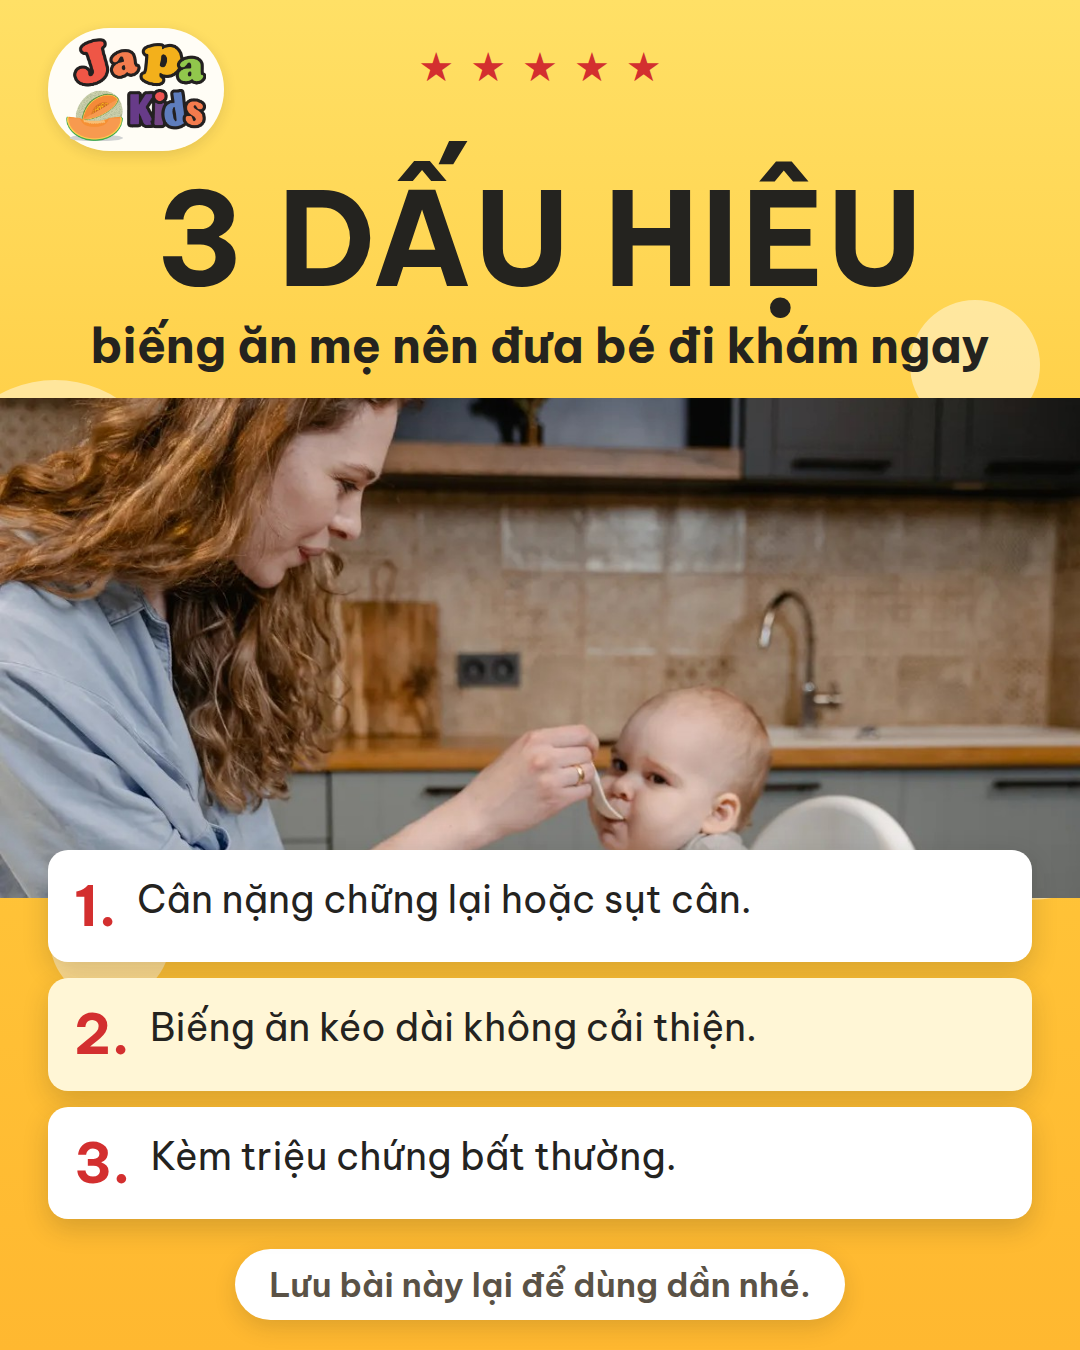 Japa
Kids
★ ★ ★ ★ ★
3 DẤU HIỆU
biếng ăn mẹ nên đưa bé đi khám ngay
1. Cân nặng chững lại hoặc sụt cân.
2. Biếng ăn kéo dài không cải thiện.
3. Kèm triệu chứng bất thường.
Lưu bài này lại để dùng dần nhé.